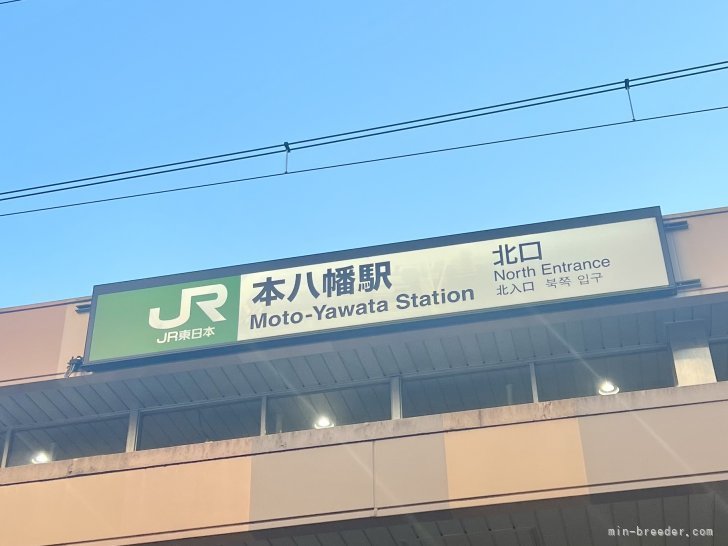 JR
JR東日本
本八幡駅
Moto-Yawata Station
北口
North Entrance
北入口 북쪽 입구
min-breeder.com